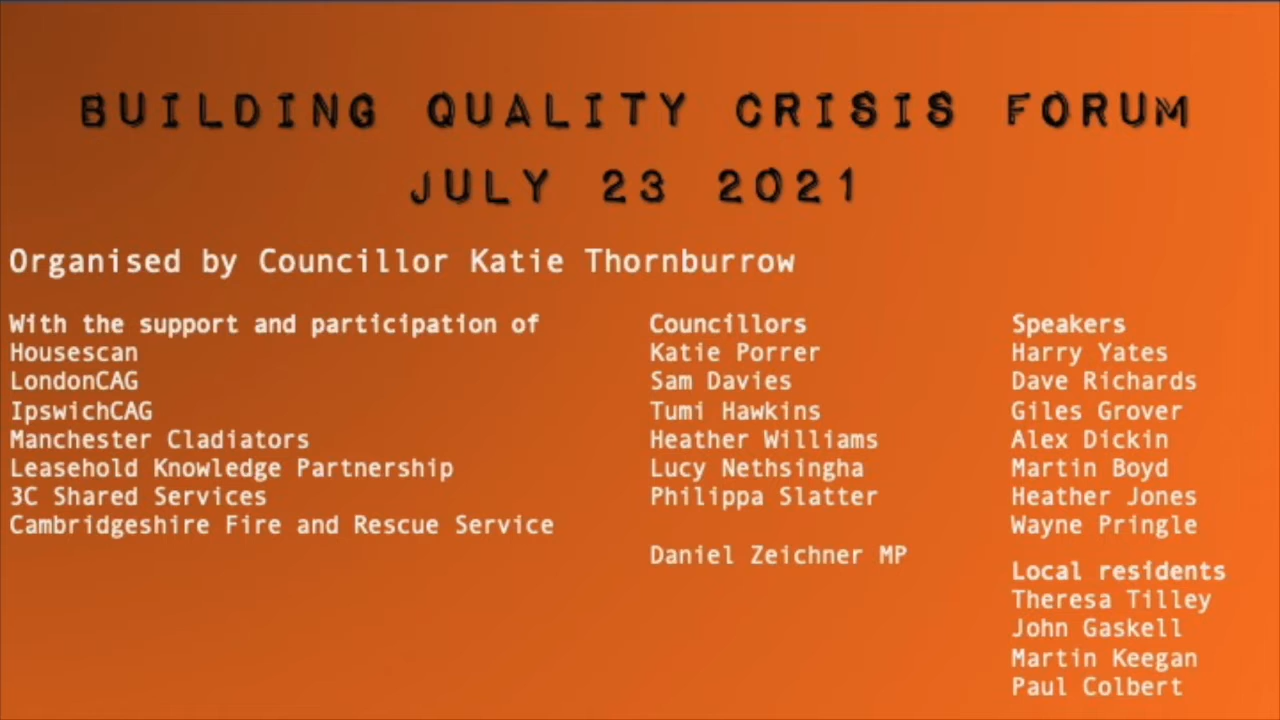 BUILDING QUALITY CRISIS FORUM
JULY 23 2021
Organised by Councillor Katie Thornburrow
With the support and participation of
Housescan
LondonCAG
IpswichCAG
Manchester Cladiators
Leasehold Knowledge Partnership
3C Shared Services
Cambridgeshire Fire and Rescue Service
Councillors
Katie Porrer
Sam Davies
Tumi Hawkins
Heather Williams
Lucy Nethsingha
Philippa Slatter
Daniel Zeichner MP
Speakers
Harry Yates
Dave Richards
Giles Grover
Alex Dickin
Martin Boyd
Heather Jones
Wayne Pringle
Local residents
Theresa Tilley
John Gaskell
Martin Keegan
Paul Colbert